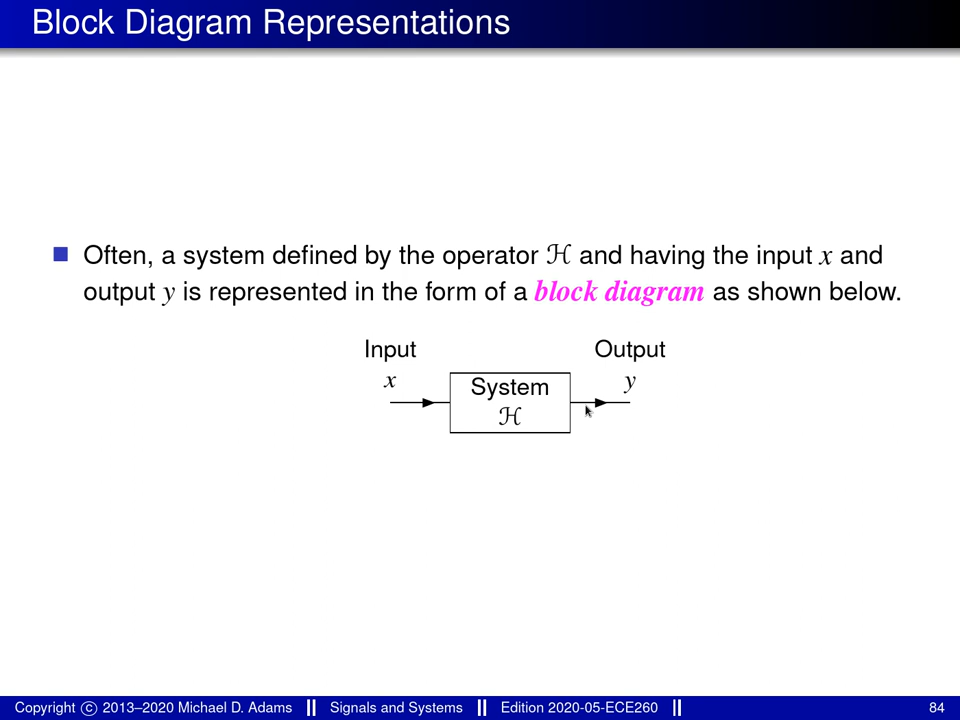 Block Diagram Representations
Often, a system defined by the operator ℋ and having the input x and
output y is represented in the form of a block diagram as shown below.
Input Output
x y
System
ℋ
Copyright ⓒ 2013–2020 Michael D. Adams Signals and Systems Edition 2020-05-ECE260 84